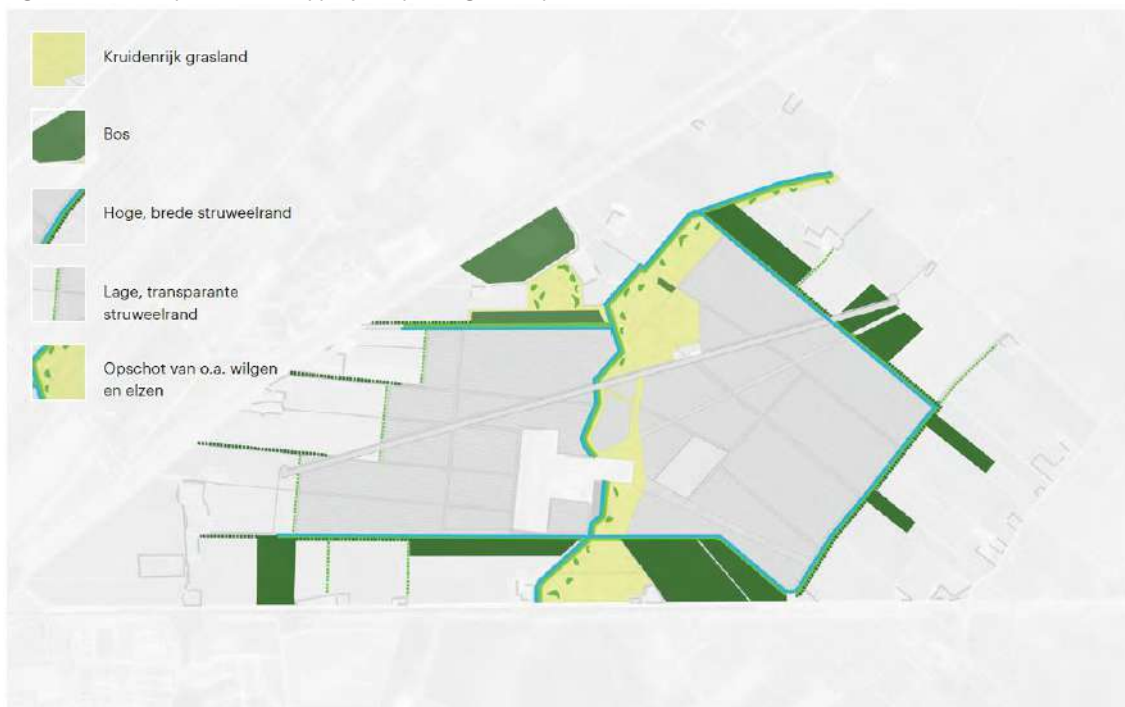 Kruidenrijk grasland
Bos
Hoge, brede struweelrand
Lage, transparante
struweelrand
Opschot van o.a. wilgen
en elzen